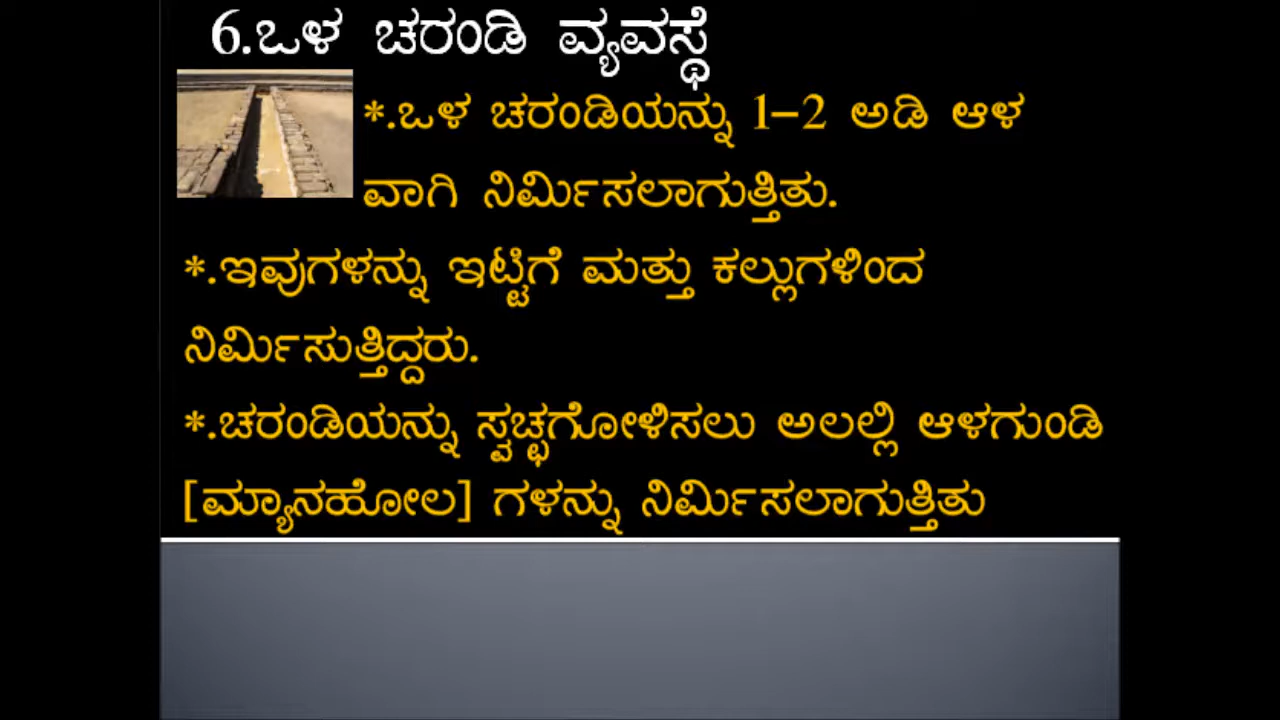 6.ಒಳ ಚರಂಡಿ ವ್ಯವಸ್ಥೆ
*.ಒಳ ಚರಂಡಿಯನ್ನು 1-2 ಅಡಿ ಆಳ
ವಾಗಿ ನಿರ್ಮಿಸಲಾಗುತ್ತಿತು.
*.ಇವುಗಳನ್ನು ಇಟ್ಟಿಗೆ ಮತ್ತು ಕಲ್ಲುಗಳಿಂದ
ನಿರ್ಮಿಸುತ್ತಿದ್ದರು.
*.ಚರಂಡಿಯನ್ನು ಸ್ವಚ್ಛಗೋಳಿಸಲು ಅಲಲ್ಲಿ ಆಳಗುಂಡಿ
[ಮ್ಯಾನಹೋಲ] ಗಳನ್ನು ನಿರ್ಮಿಸಲಾಗುತ್ತಿತು